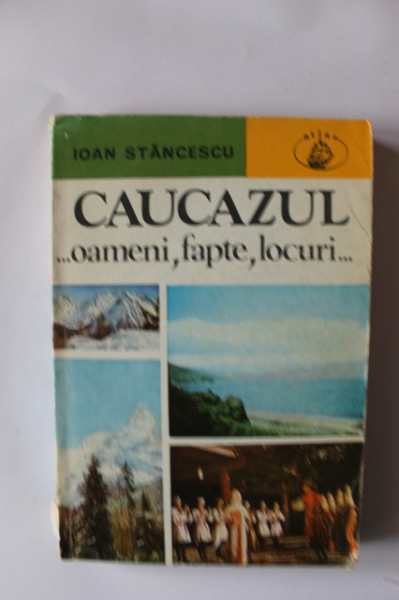 IOAN STĂNCESCU
CAUCAZUL
...oameni, fapte, locuri...